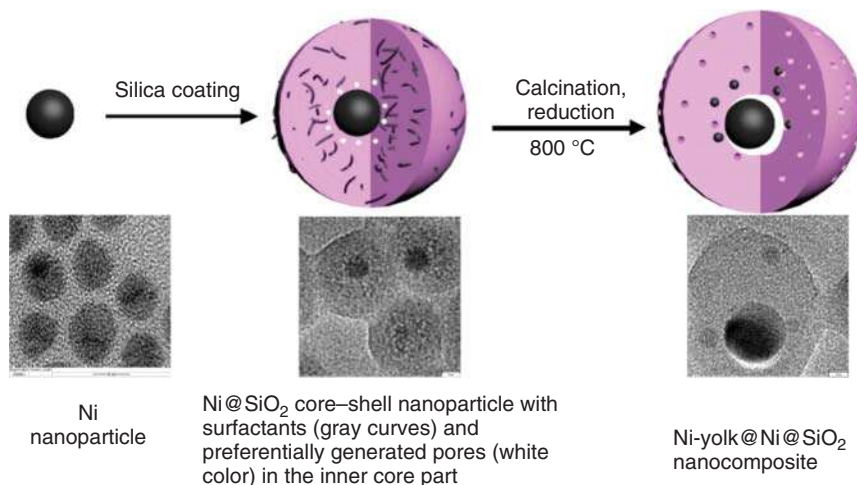 Silica coating
Calcination,
reduction
800 °C
Ni
nanoparticle
Ni@SiO₂ core–shell nanoparticle with
surfactants (gray curves) and
preferentially generated pores (white
color) in the inner core part
Ni-yolk@Ni@SiO₂
nanocomposite